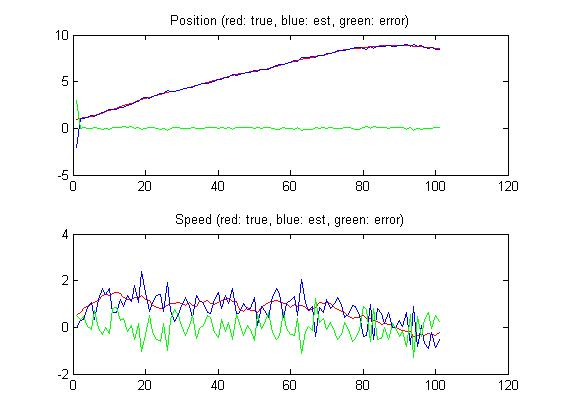 Position (red: true, blue: est, green: error)
10
5
0
-5
0 20 40 60 80 100 120
Speed (red: true, blue: est, green: error)
4
2
0
-2
0 20 40 60 80 100 120